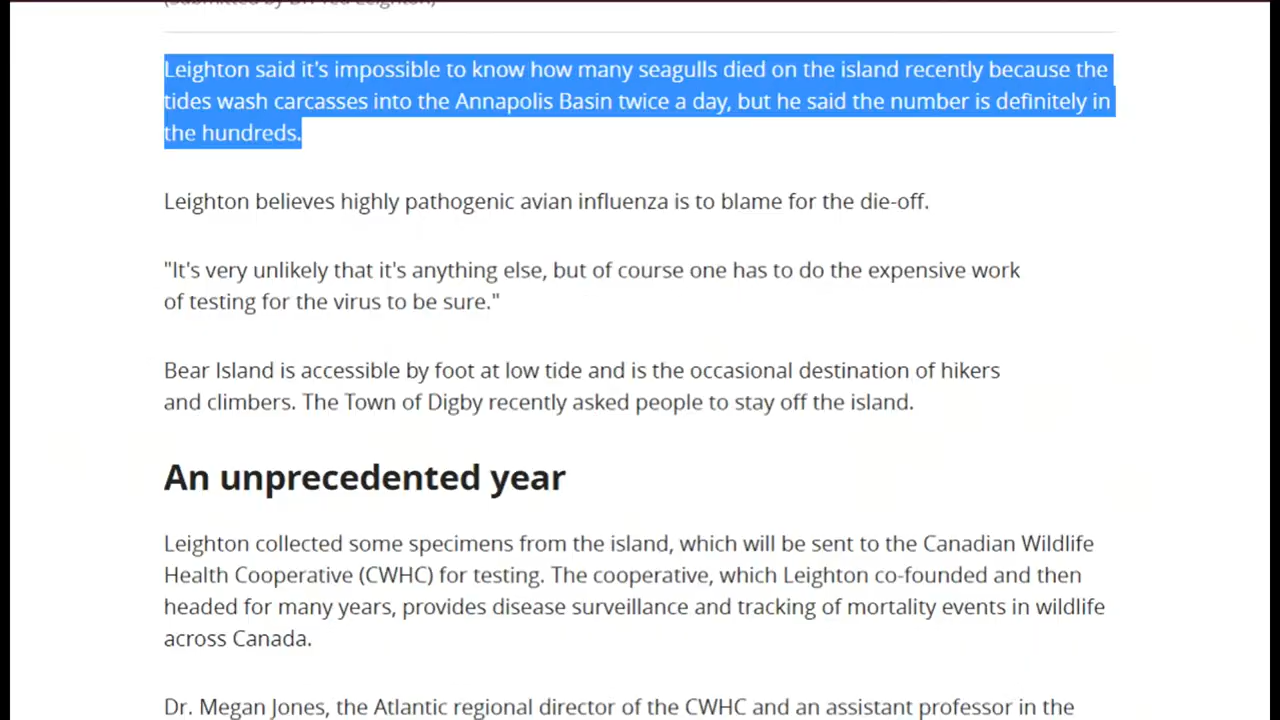 Leighton said it's impossible to know how many seagulls died on the island recently because the
tides wash carcasses into the Annapolis Basin twice a day, but he said the number is definitely in
the hundreds.
Leighton believes highly pathogenic avian influenza is to blame for the die-off.
"It's very unlikely that it's anything else, but of course one has to do the expensive work
of testing for the virus to be sure."
Bear Island is accessible by foot at low tide and is the occasional destination of hikers
and climbers. The Town of Digby recently asked people to stay off the island.
An unprecedented year
Leighton collected some specimens from the island, which will be sent to the Canadian Wildlife
Health Cooperative (CWHC) for testing. The cooperative, which Leighton co-founded and then
headed for many years, provides disease surveillance and tracking of mortality events in wildlife
across Canada.
Dr. Megan Jones, the Atlantic regional director of the CWHC and an assistant professor in the